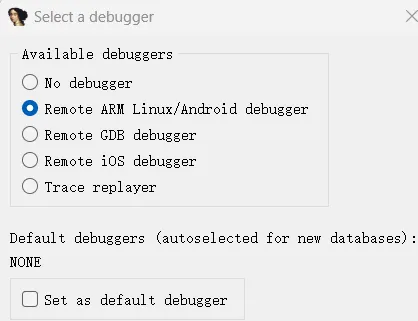 Select a debugger
Available debuggers
No debugger
Remote ARM Linux/Android debugger
Remote GDB debugger
Remote iOS debugger
Trace replayer
Default debuggers (autoselected for new databases):
NONE
Set as default debugger